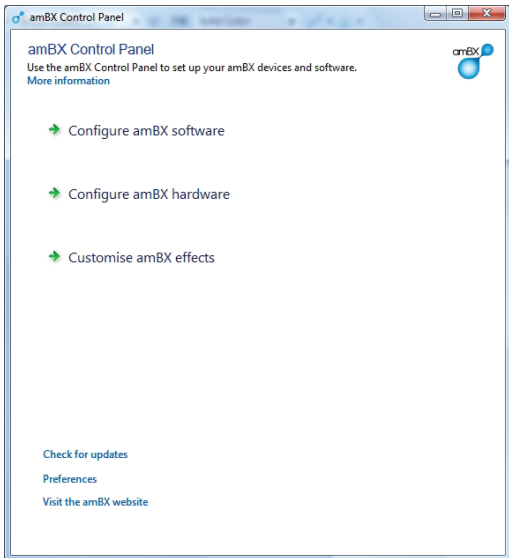 amBX Control Panel
amBX Control Panel
amBX
Use the amBX Control Panel to set up your amBX devices and software.
More information
Configure amBX software
Configure amBX hardware
Customise amBX effects
Check for updates
Preferences
Visit the amBX website